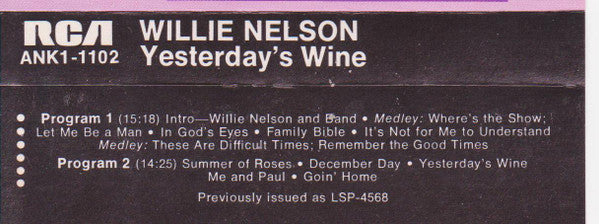 RCA WILLIE NELSON
ANK1-1102 Yesterday's Wine
• Program 1 (15:18) Intro—Willie Nelson and Band • Medley: Where's the Show;
• Let Me Be a Man • In God's Eyes • Family Bible • It's Not for Me to Understand
• Medley: These Are Difficult Times; Remember the Good Times
• Program 2 (14:25) Summer of Roses • December Day • Yesterday's Wine
• Me and Paul • Goin' Home
Previously issued as LSP-4568